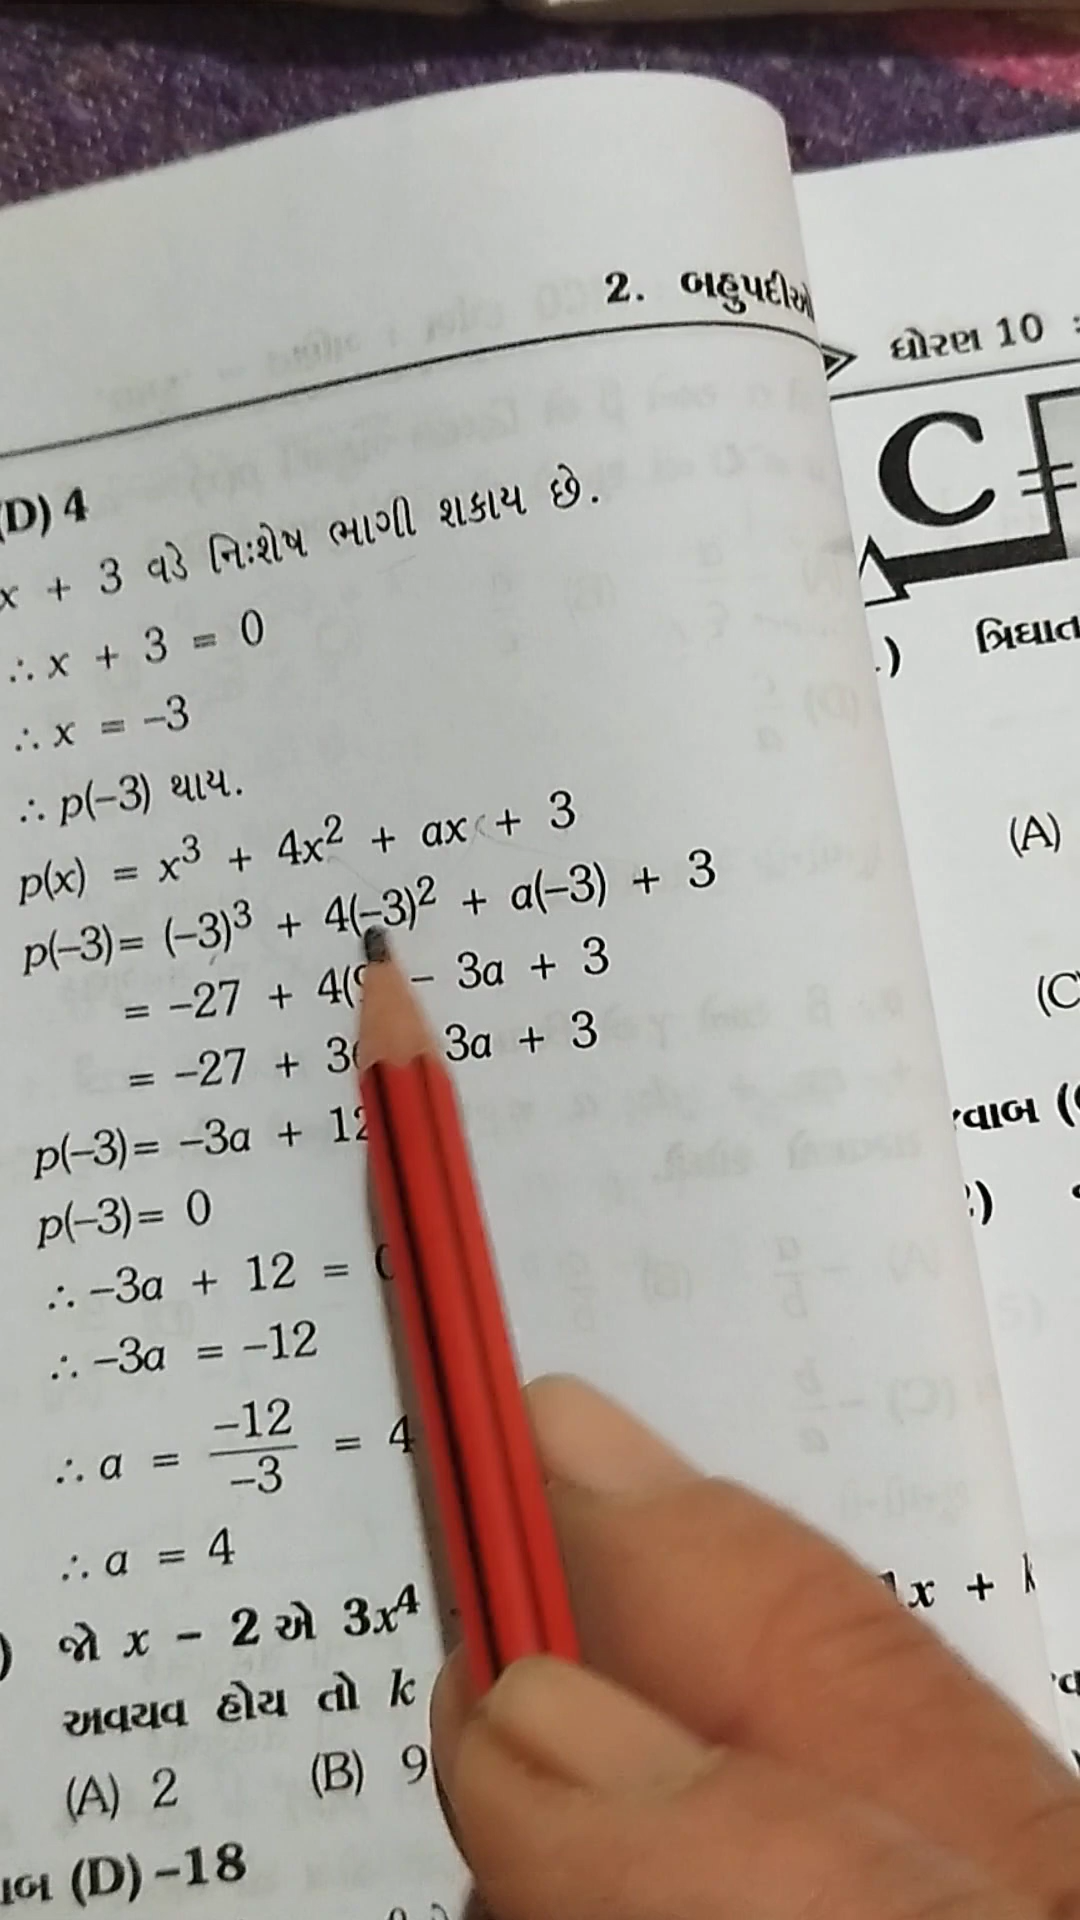 2. બહુપદીઓ
(D) 4
x + 3 વડે નિઃશેષ ભાગી શકાય છે.
∴ x + 3 = 0
∴ x = -3
∴ p(-3) થાય.
p(x) = x³ + 4x² + ax + 3
p(-3) = (-3)³ + 4(-3)² + a(-3) + 3
= -27 + 4( - 3a + 3
= -27 + 3 3a + 3
p(-3) = -3a + 12
p(-3) = 0
∴ -3a + 12 =
∴ -3a = -12
∴ a = -12/-3 = 4
∴ a = 4
) જો x - 2 એ 3x⁴ x + k
અવયવ હોય તો k
(A) 2 (B) 9
(D) -18
ધોરણ 10 :
C
.)
(A)
(C